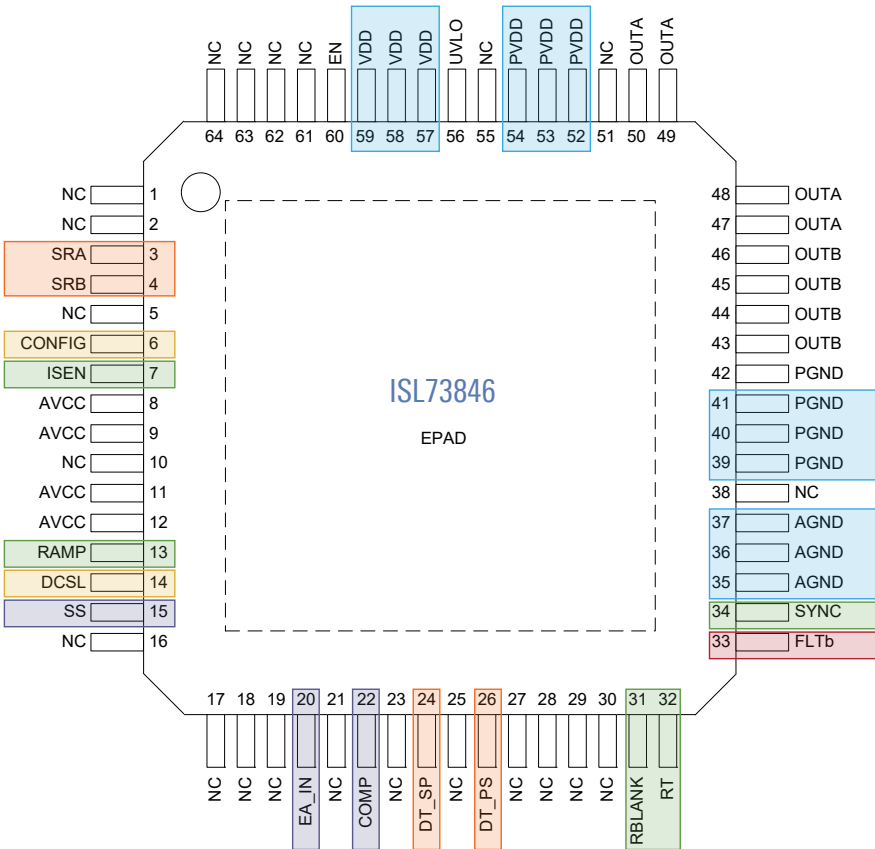 NC NC NC NC EN VDD VDD VDD UVLO NC PVDD PVDD PVDD NC OUTA OUTA
64 63 62 61 60 59 58 57 56 55 54 53 52 51 50 49
NC 1 48 OUTA
NC 2 47 OUTA
SRA 3 46 OUTB
SRB 4 45 OUTB
NC 5 44 OUTB
CONFIG 6 43 OUTB
ISEN 7 42 PGND
ISL73846
AVCC 8 41 PGND
AVCC 9 40 PGND
EPAD
NC 10 39 PGND
AVCC 11 38 NC
AVCC 12 37 AGND
RAMP 13 36 AGND
DCSL 14 35 AGND
SS 15 34 SYNC
NC 16 33 FLTb
17 18 19 20 21 22 23 24 25 26 27 28 29 30 31 32
NC NC NC EA_IN NC COMP NC DT_SP NC DT_PS NC NC NC NC RBLANK RT